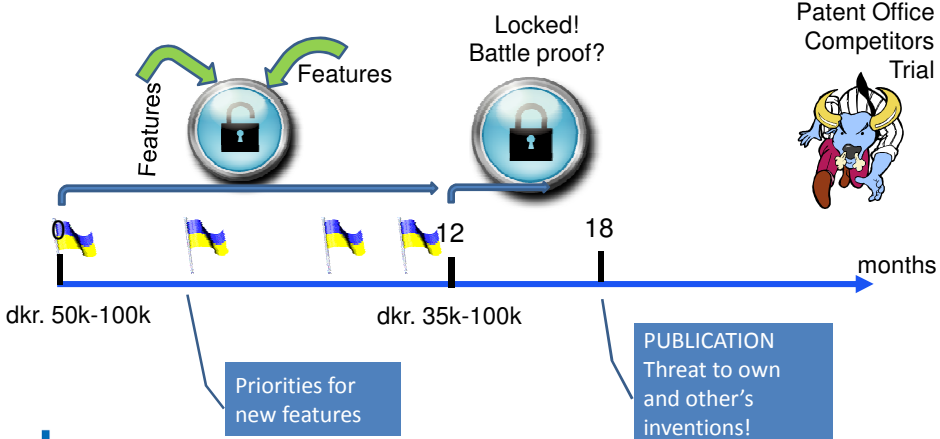 Patent Office
Competitors
Trial
Locked!
Battle proof?
Features
Features
0
12
18
months
dkr. 50k-100k
dkr. 35k-100k
Priorities for
new features
PUBLICATION
Threat to own
and other's
inventions!